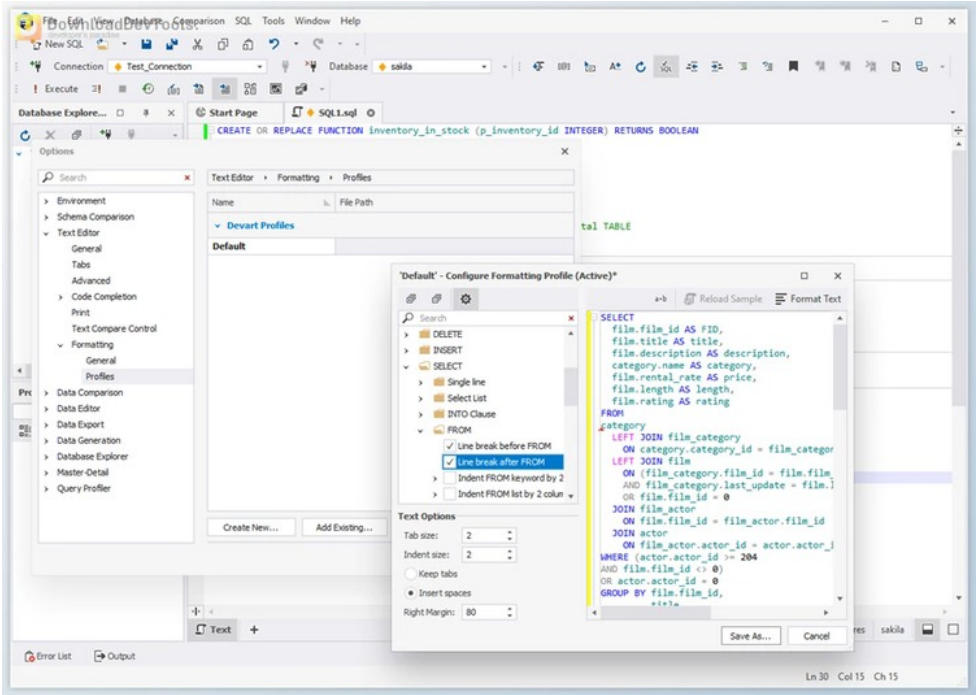 File Edit View Database Comparison SQL Tools Window Help
DownloadDevTools.
developer's paradise
New SQL
Connection Test_Connection Database sakila
Execute
Database Explore... Start Page SQL1.sql
CREATE OR REPLACE FUNCTION inventory_in_stock (p_inventory_id INTEGER) RETURNS BOOLEAN
Options
Search
Text Editor › Formatting › Profiles
Environment
Schema Comparison
Text Editor
General
Tabs
Advanced
Code Completion
Print
Text Compare Control
Formatting
General
Profiles
Data Comparison
Data Editor
Data Export
Data Generation
Database Explorer
Master-Detail
Query Profiler
Name File Path
Devart Profiles
Default
Create New... Add Existing...
tal TABLE
Pro
'Default' - Configure Formatting Profile (Active)*
a-b Reload Sample Format Text
Search
DELETE
INSERT
SELECT
Single line
Select List
INTO Clause
FROM
Line break before FROM
Line break after FROM
Indent FROM keyword by 2
Indent FROM list by 2 colum
Text Options
Tab size: 2
Indent size: 2
Keep tabs
Insert spaces
Right Margin: 80
SELECT
film.film_id AS FID,
film.title AS title,
film.description AS description,
category.name AS category,
film.rental_rate AS price,
film.length AS length,
film.rating AS rating
FROM
category
LEFT JOIN film_category
ON category.category_id = film_categor
LEFT JOIN film
ON (film_category.film_id = film.film_
AND film_category.last_update = film.l
OR film.film_id = 0
JOIN film_actor
ON film.film_id = film_actor.film_id
JOIN actor
ON film_actor.actor_id = actor.actor_i
WHERE (actor.actor_id >= 204
AND film.film_id <> 0)
OR actor.actor_id = 0
GROUP BY film.film_id,
title
Save As... Cancel
Text + res sakila
Error List Output
Ln 30 Col 15 Ch 15